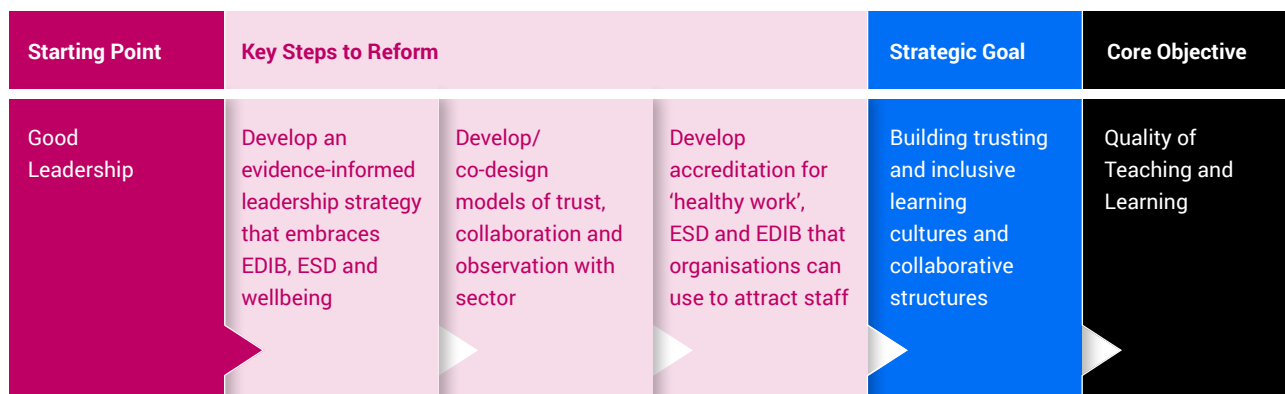 Starting Point
Key Steps to Reform
Strategic Goal
Core Objective
Good
Leadership
Develop an
evidence-informed
leadership strategy
that embraces
EDIB, ESD and
wellbeing
Develop/
co-design
models of trust,
collaboration and
observation with
sector
Develop
accreditation for
‘healthy work’,
ESD and EDIB that
organisations can
use to attract staff
Building trusting
and inclusive
learning
cultures and
collaborative
structures
Quality of
Teaching and
Learning